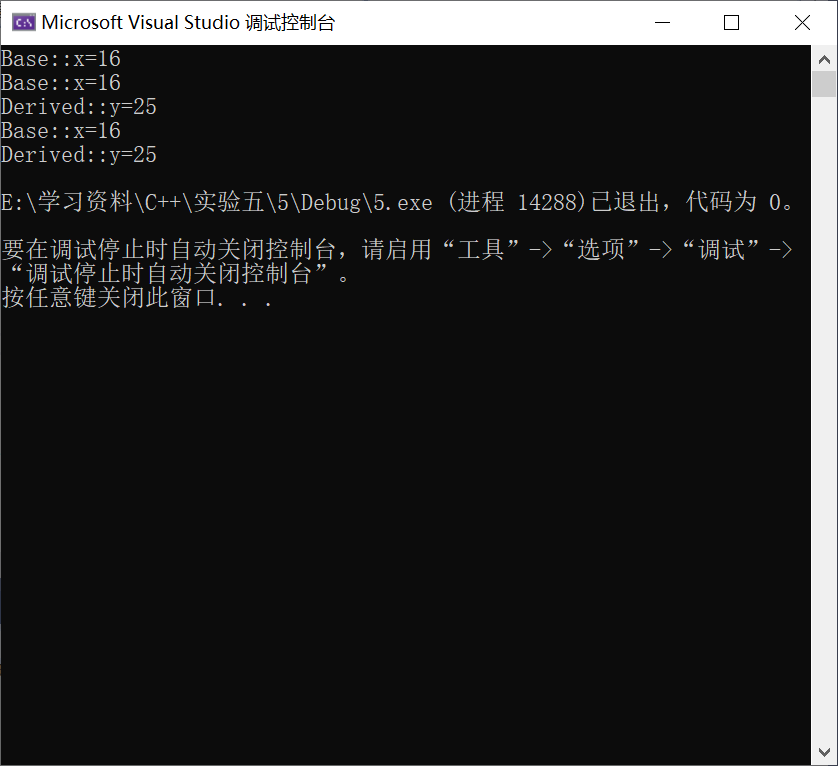 Microsoft Visual Studio 调试控制台
Base::x=16
Base::x=16
Derived::y=25
Base::x=16
Derived::y=25
E:\学习资料\C++\实验五\5\Debug\5.exe (进程 14288)已退出，代码为 0。
要在调试停止时自动关闭控制台，请启用“工具”->“选项”->“调试”->
“调试停止时自动关闭控制台”。
按任意键关闭此窗口. . .